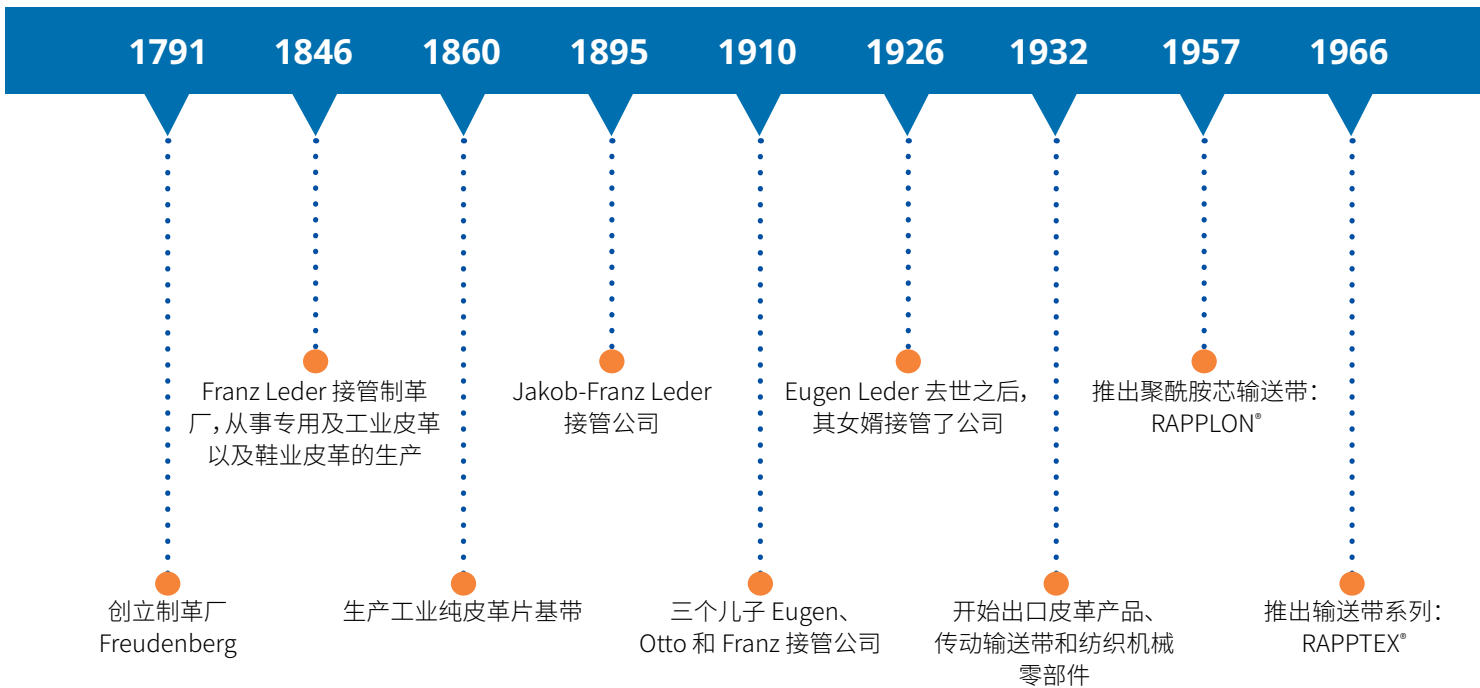 1791 1846 1860 1895 1910 1926 1932 1957 1966
Franz Leder 接管制革
厂，从事专用及工业皮革
以及鞋业皮革的生产
Jakob-Franz Leder
接管公司
Eugen Leder 去世之后，
其女婿接管了公司
推出聚酰胺芯输送带：
RAPPLON®
创立制革厂
Freudenberg
生产工业纯皮革片基带
三个儿子 Eugen、
Otto 和 Franz 接管公司
开始出口皮革产品、
传动输送带和纺织机械
零部件
推出输送带系列：
RAPPTEX®